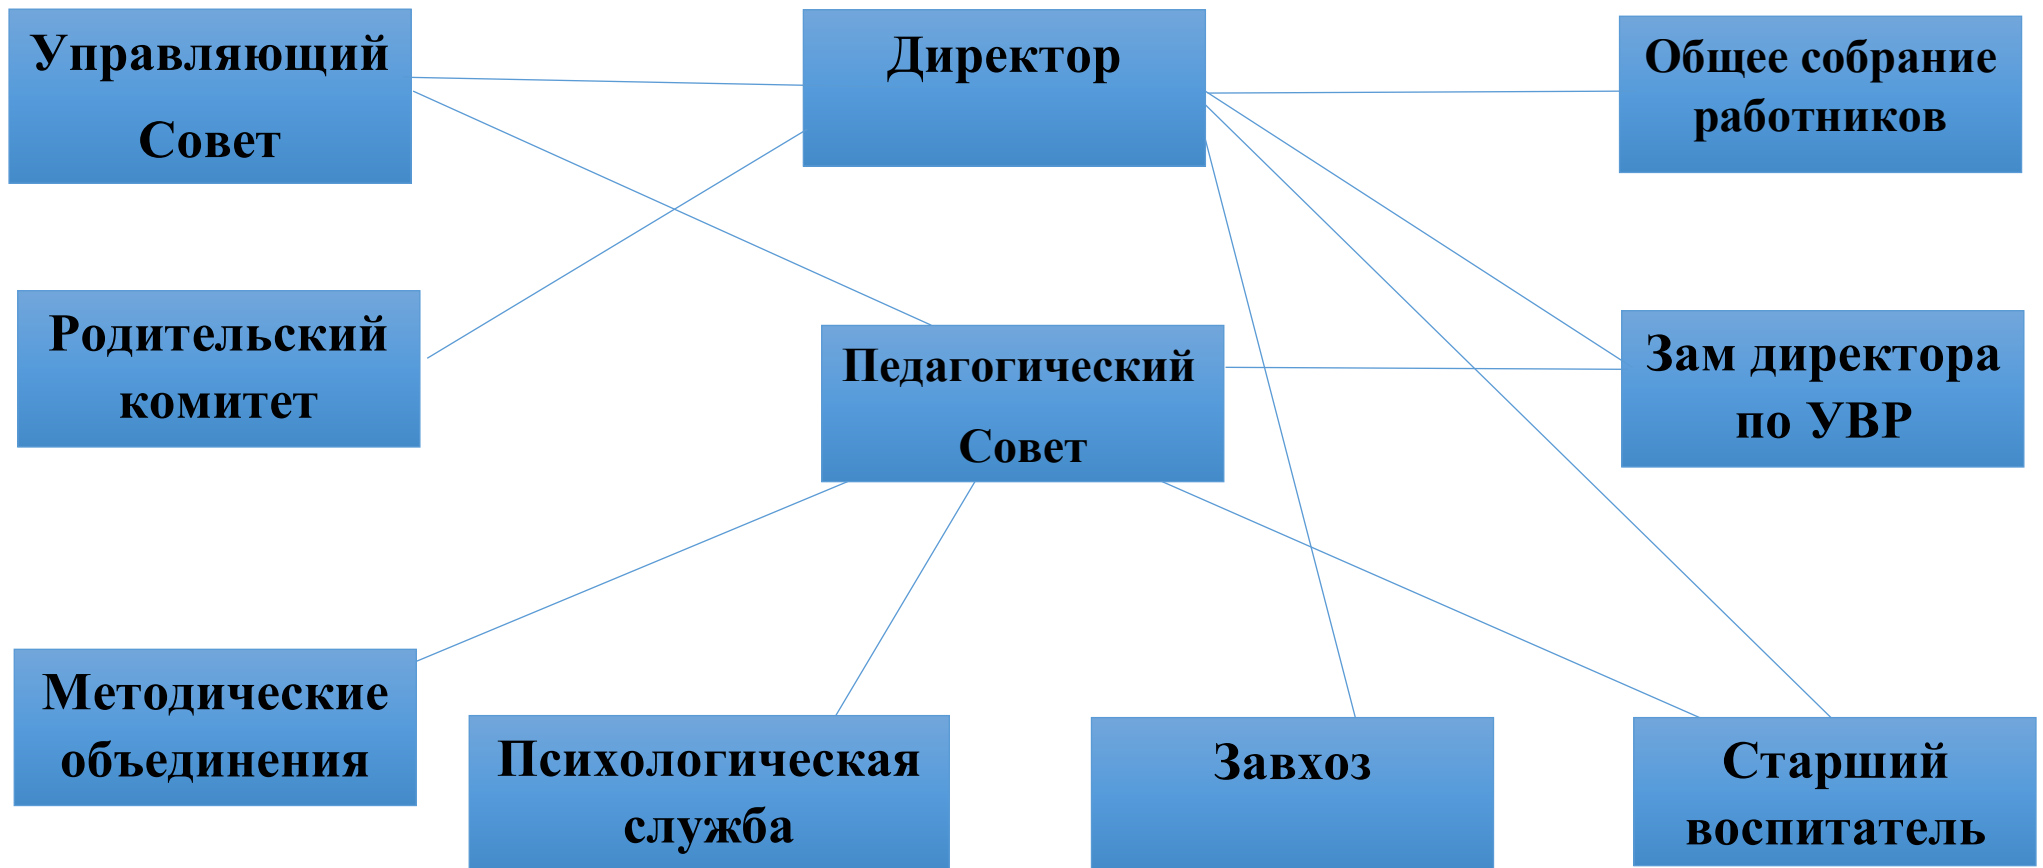 Управляющий
Совет
Директор
Общее собрание
работников
Родительский
комитет
Педагогический
Совет
Зам директора
по УВР
Методические
объединения
Психологическая
служба
Завхоз
Старший
воспитатель